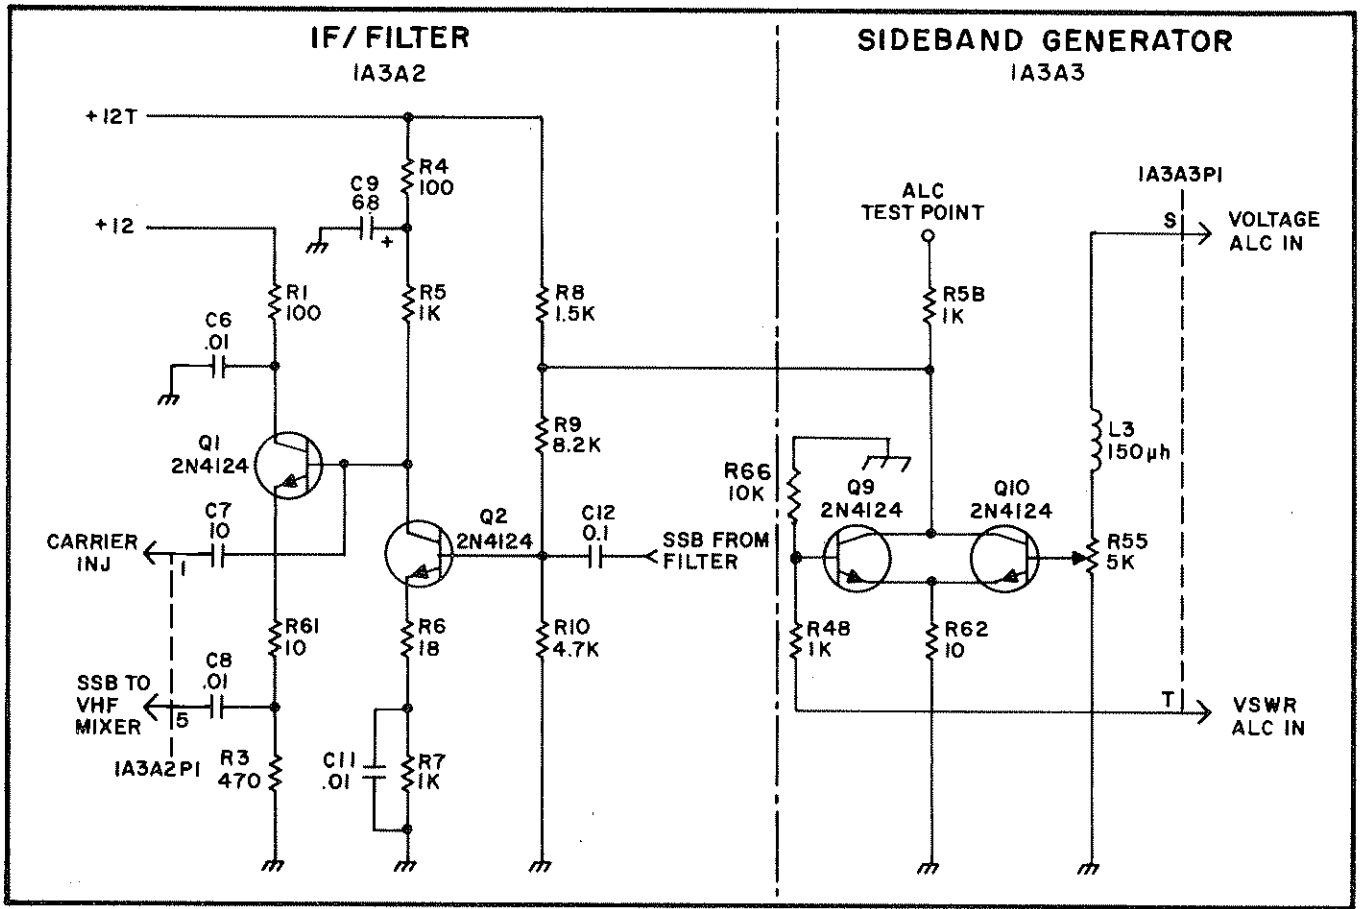 IF/FILTER
1A3A2
SIDEBAND GENERATOR
1A3A3
+12T
+12
R4
100
C9
68
+
R1
100
C6
.01
R5
1K
R8
1.5K
ALC
TEST POINT
R5B
1K
1A3A3P1
S
VOLTAGE
ALC IN
Q1
2N4124
R9
8.2K
R66
10K
L3
150µh
C7
10
CARRIER
INJ
1
Q2
2N4124
C12
0.1
SSB FROM
FILTER
Q9
2N4124
Q10
2N4124
R55
5K
R61
10
R6
18
R10
4.7K
R48
1K
R62
10
C8
.01
SSB TO
VHF
MIXER
5
1A3A2P1
R3
470
C11
.01
R7
1K
T
VSWR
ALC IN